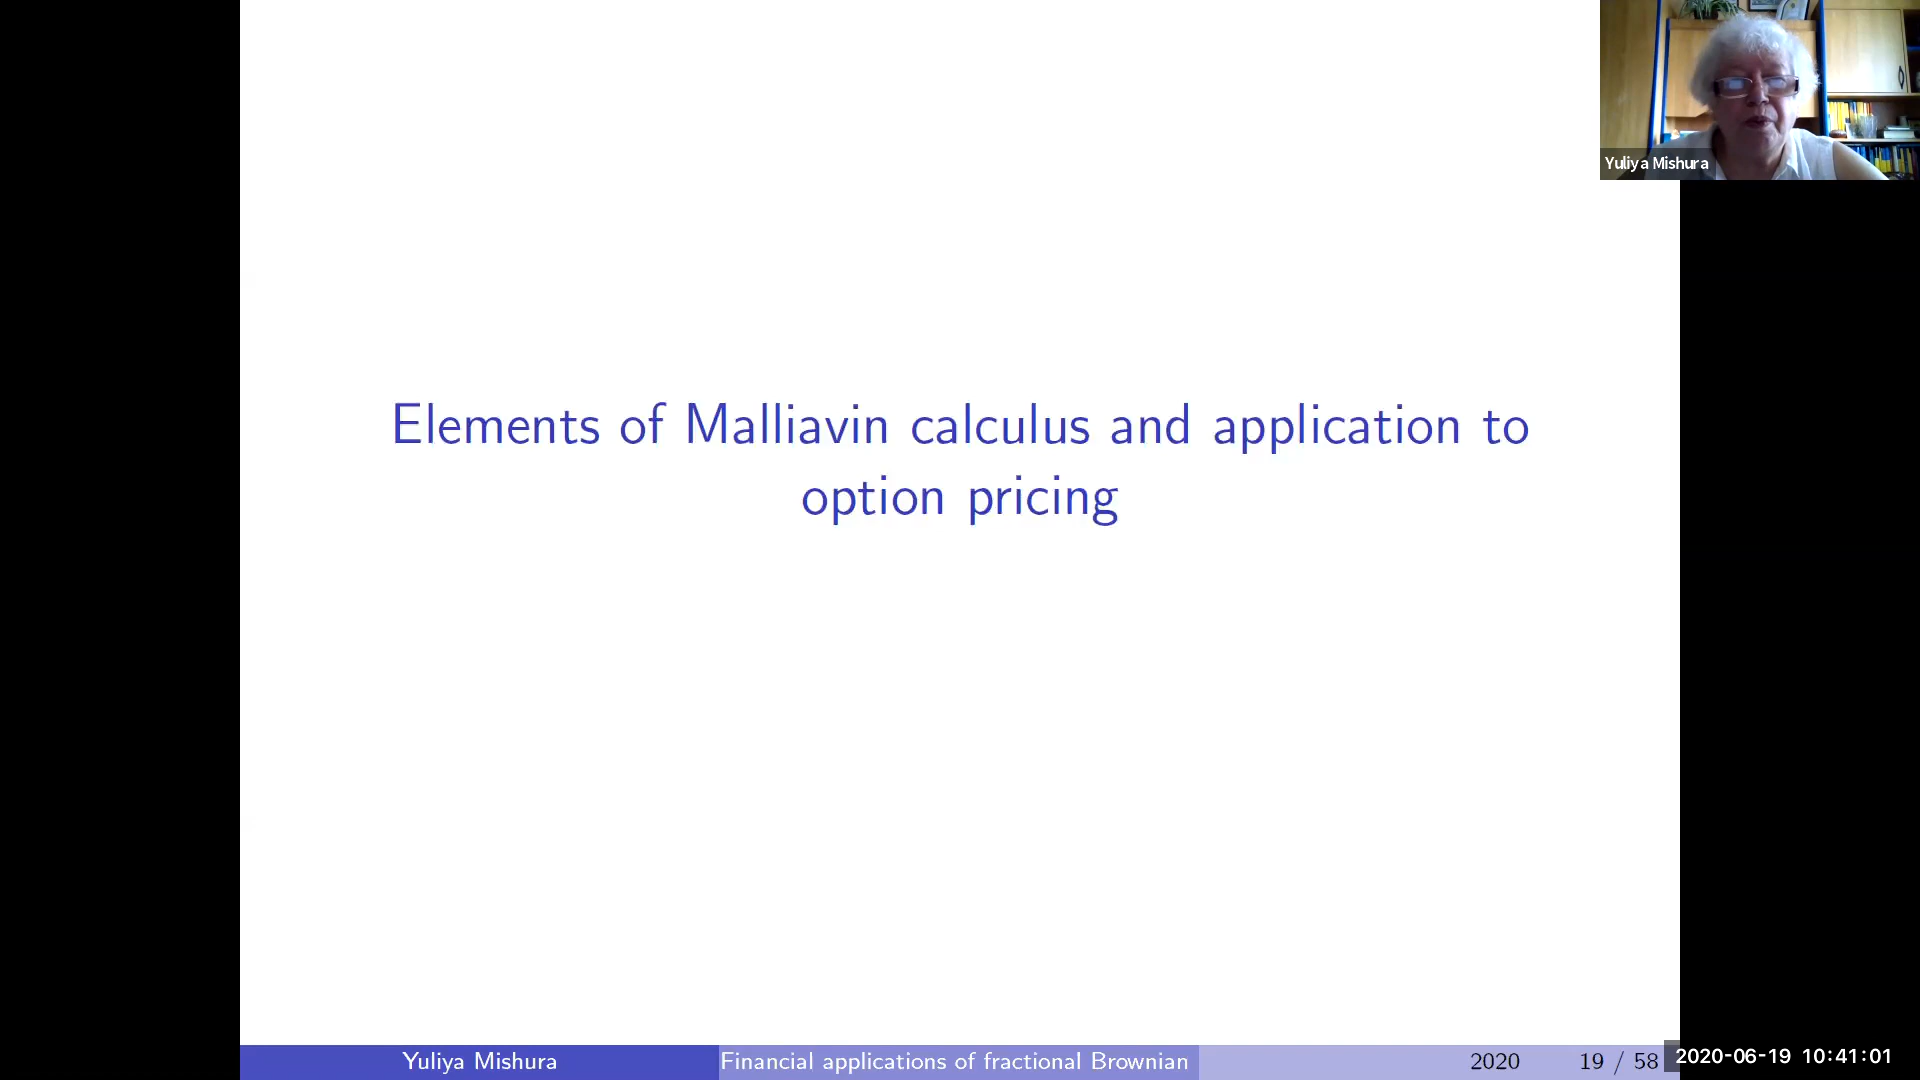 Yuliya Mishura
Elements of Malliavin calculus and application to
option pricing
Yuliya Mishura
Financial applications of fractional Brownian
2020
19 / 58
2020-06-19 10:41:01